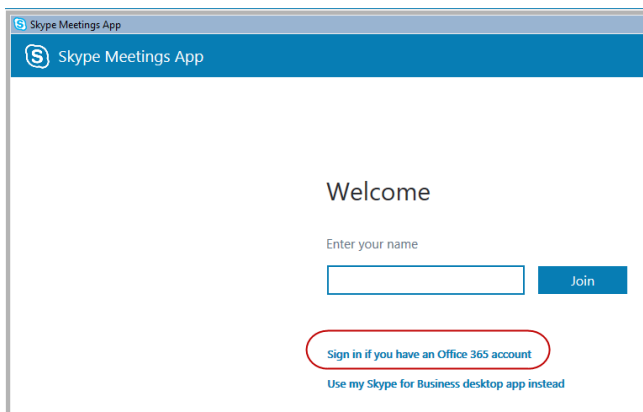 Skype Meetings App
Skype Meetings App
Welcome
Enter your name
Join
Sign in if you have an Office 365 account
Use my Skype for Business desktop app instead